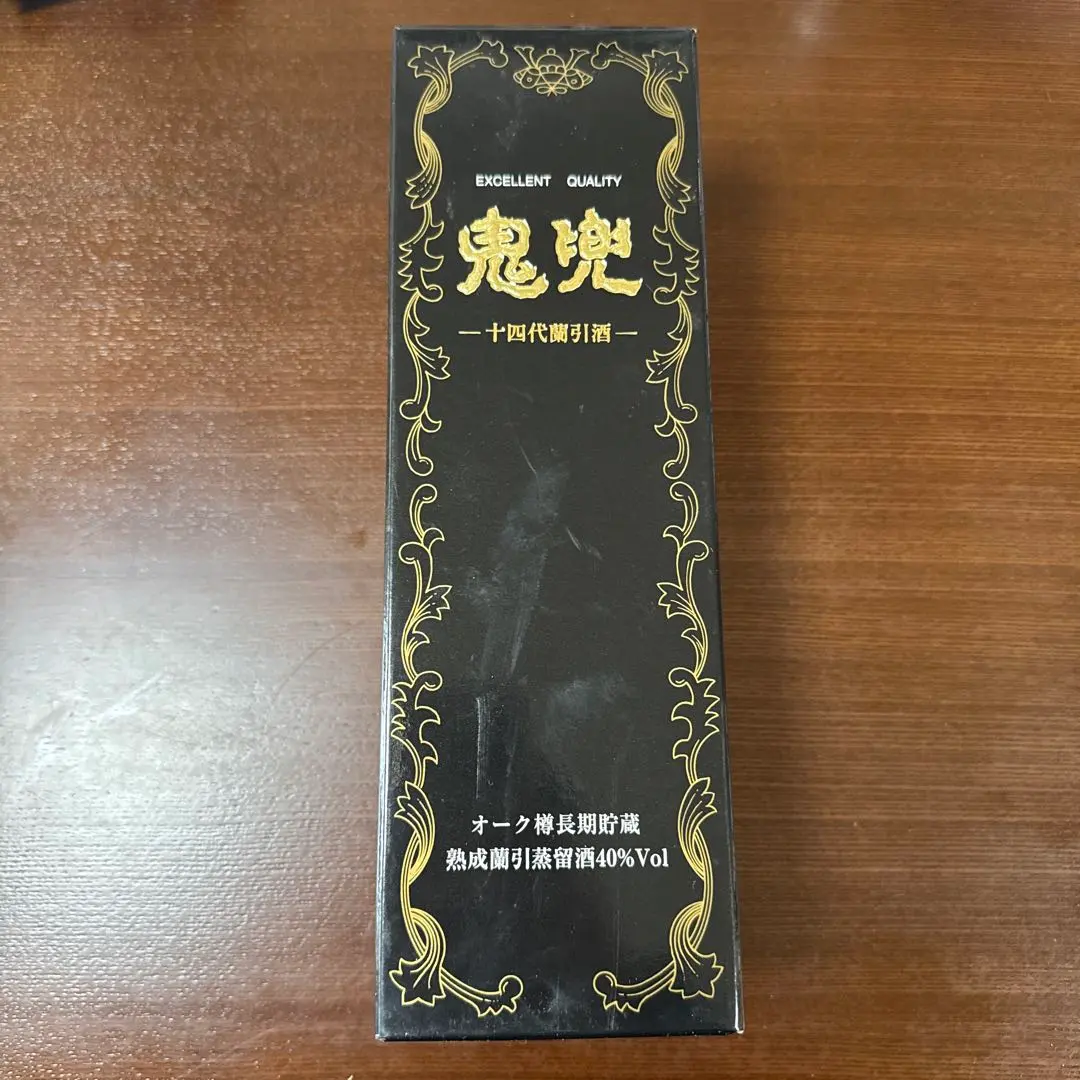 EXCELLENT QUALITY
鬼兜
―十四代蘭引酒―
オーク樽長期貯蔵
熟成蘭引蒸留酒40%Vol